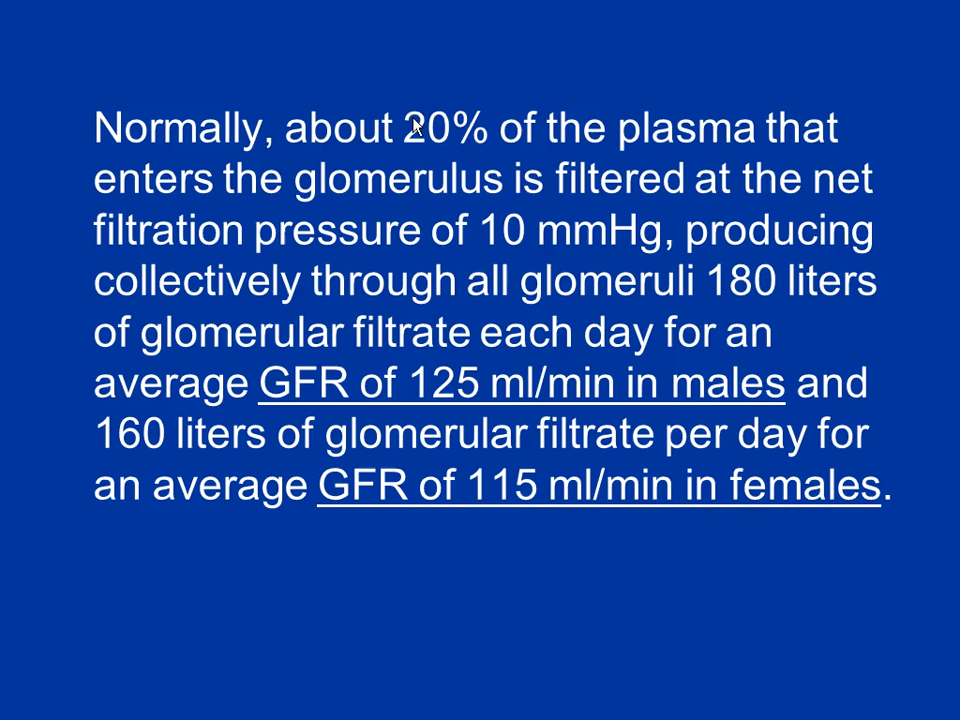 Normally, about 20% of the plasma that
enters the glomerulus is filtered at the net
filtration pressure of 10 mmHg, producing
collectively through all glomeruli 180 liters
of glomerular filtrate each day for an
average GFR of 125 ml/min in males and
160 liters of glomerular filtrate per day for
an average GFR of 115 ml/min in females.